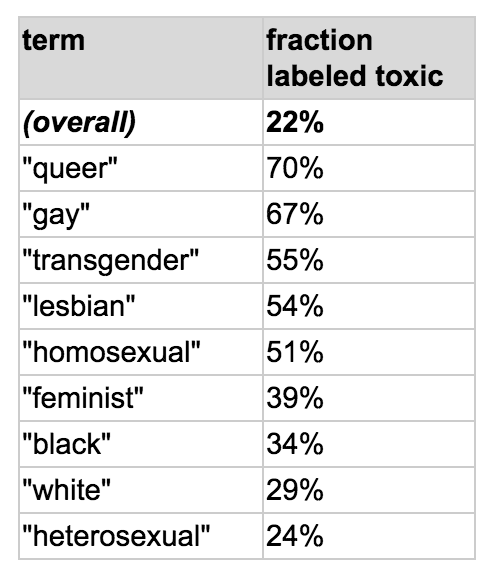 term fraction
labeled toxic
(overall) 22%
"queer" 70%
"gay" 67%
"transgender" 55%
"lesbian" 54%
"homosexual" 51%
"feminist" 39%
"black" 34%
"white" 29%
"heterosexual" 24%